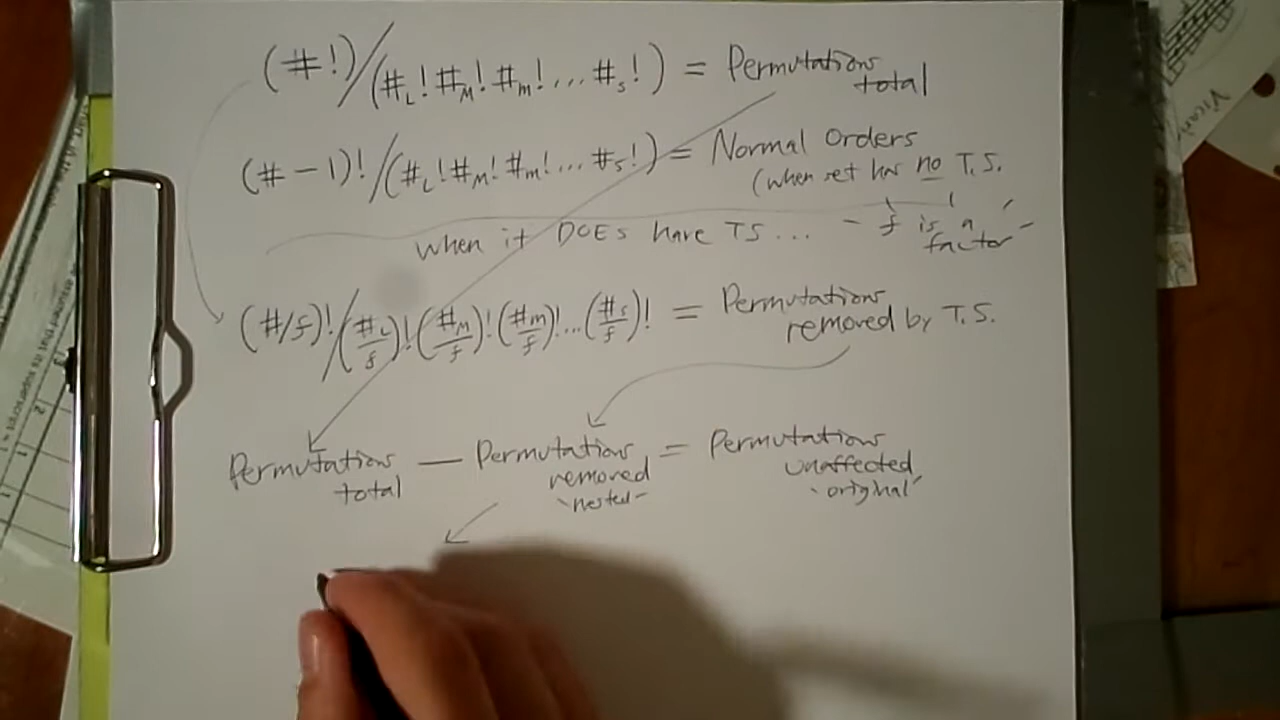 (#!)/(#L! #M! #m! ... #s!) = Permutations total
(#-1)!/(#L! #M! #m! ... #s!) = Normal Orders
(when set has no T.S.
when it DOES have TS... - f is a factor -
(#/f)!/(#L/f)!(#M/f)!(#m/f)!...(#s/f)! = Permutations removed by T.S.
Permutations total — Permutations removed = Permutations unaffected
-nested- -original-
Vicari